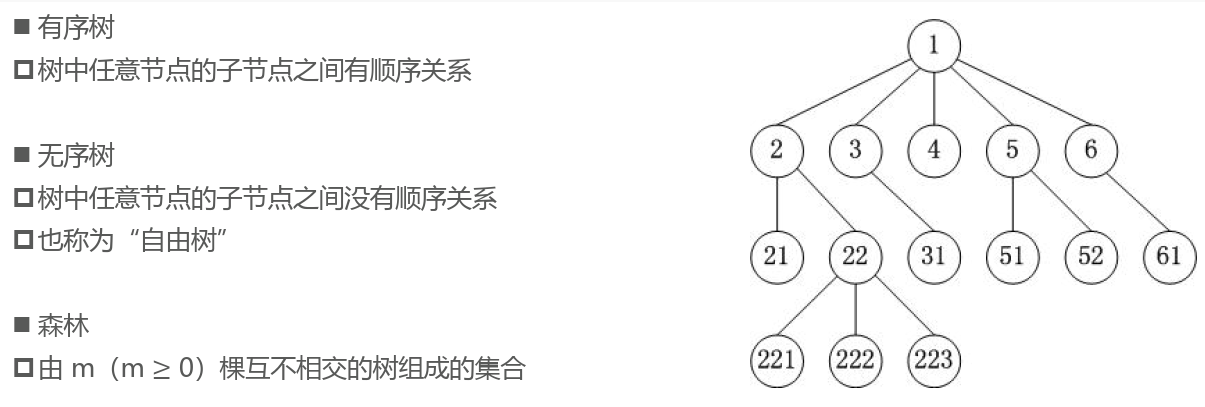 ■ 有序树
□树中任意节点的子节点之间有顺序关系
■ 无序树
□树中任意节点的子节点之间没有顺序关系
□也称为“自由树”
■ 森林
□由 m（m ≥ 0）棵互不相交的树组成的集合
1
2 3 4 5 6
21 22 31 51 52 61
221 222 223